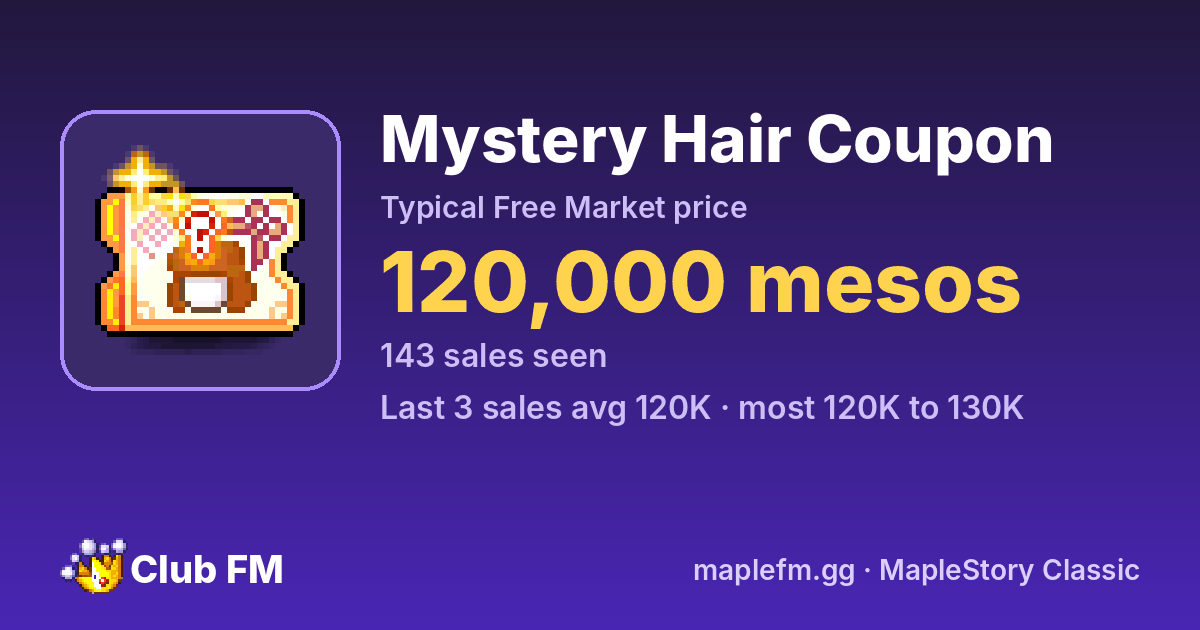 Mystery Hair Coupon
Typical Free Market price
120,000 mesos
143 sales seen
Last 3 sales avg 120K · most 120K to 130K
Club FM
maplefm.gg · MapleStory Classic